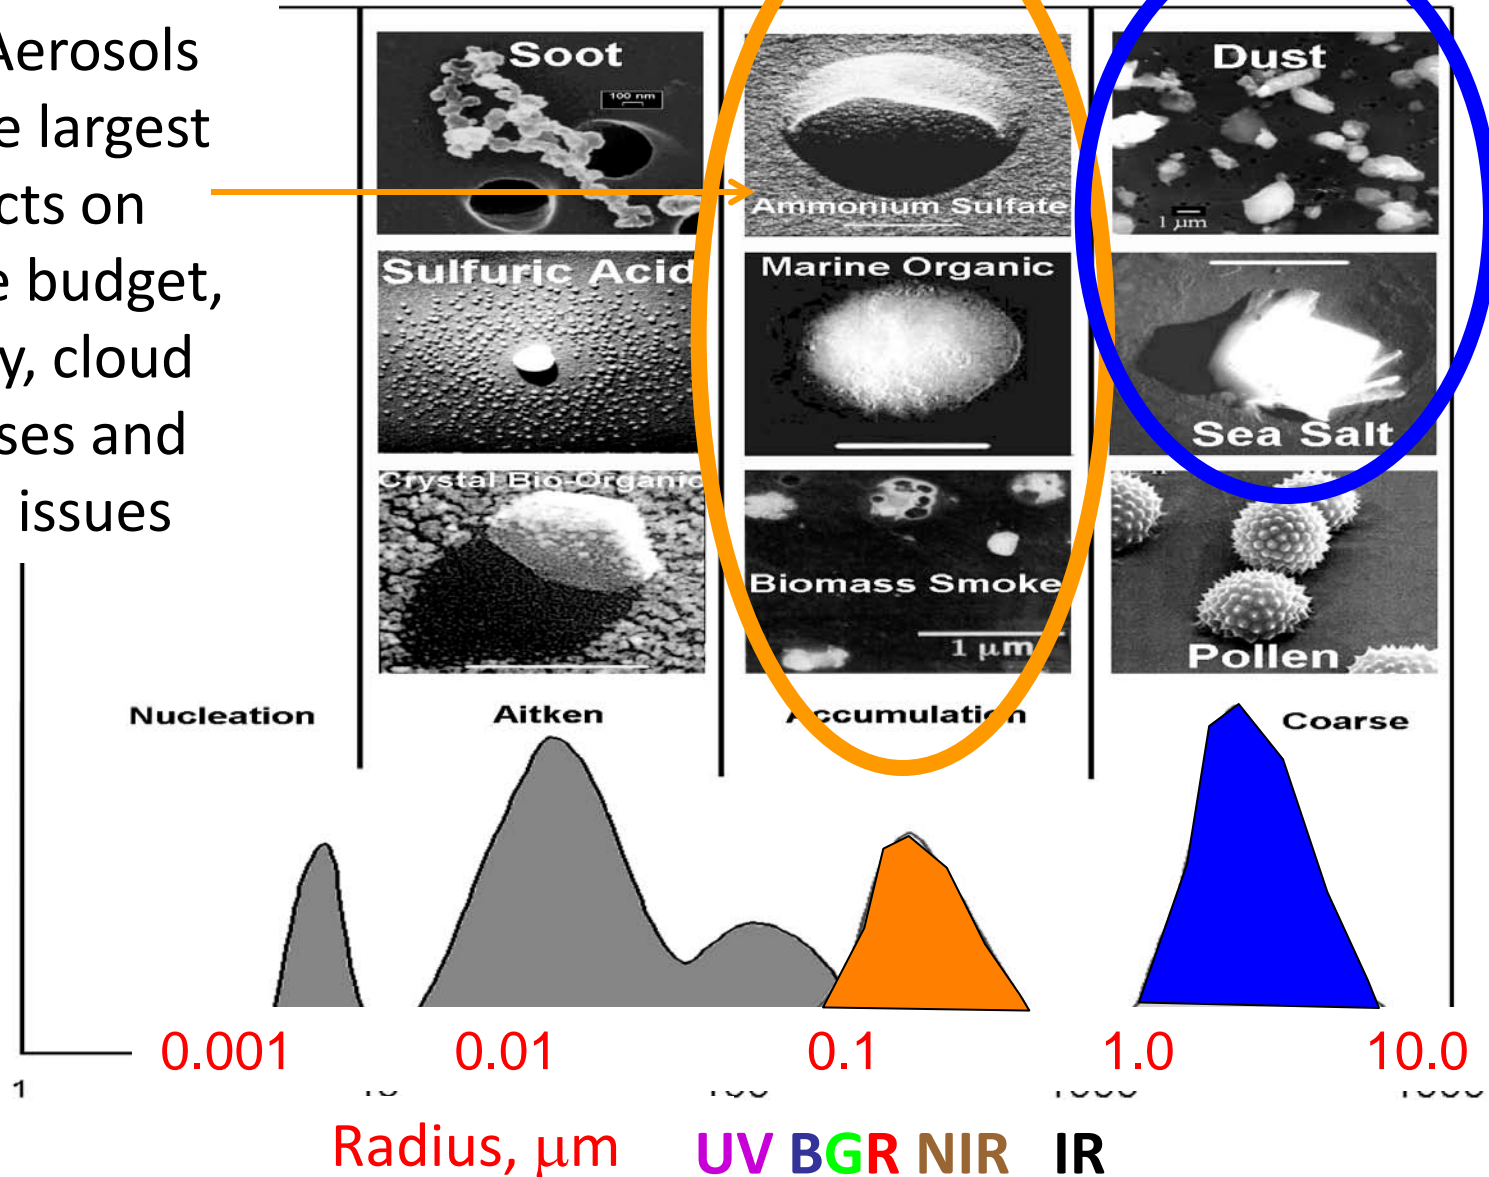 Aerosols
e largest
cts on
e budget,
y, cloud
ses and
issues
Soot
100 nm
Ammonium Sulfate
Dust
1 µm
Sulfuric Acid
Marine Organic
Sea Salt
Crystal Bio-Organic
Biomass Smoke
1 µm
Pollen
Nucleation
Aitken
Accumulation
Coarse
0.001 0.01 0.1 1.0 10.0
1
Radius, µm UV BGR NIR IR